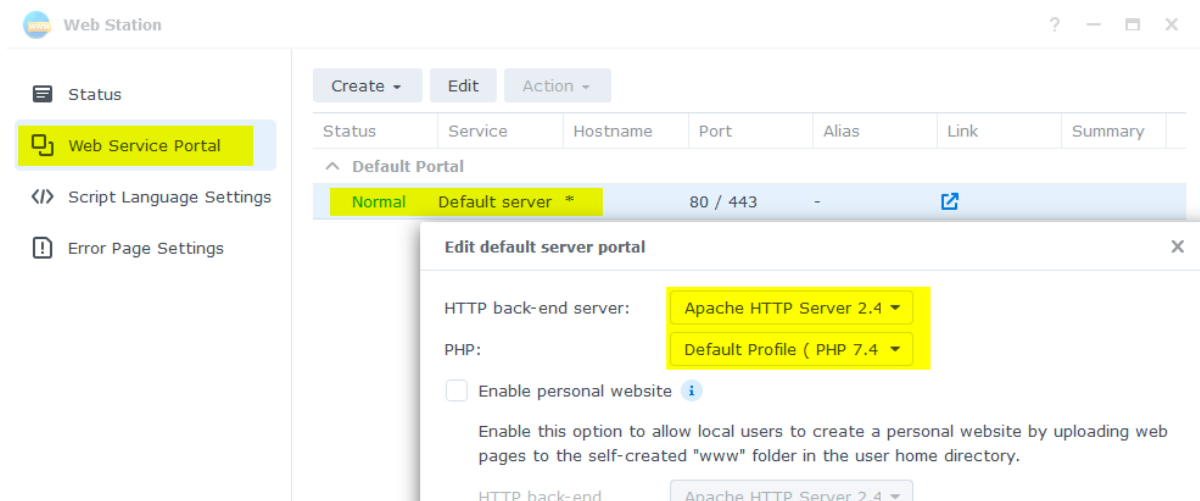 www
Web Station
?
Status
Web Service Portal
Script Language Settings
Error Page Settings
Create Edit Action
Status Service Hostname Port Alias Link Summary
Default Portal
Normal Default server * 80 / 443 -
Edit default server portal
HTTP back-end server: Apache HTTP Server 2.4
PHP: Default Profile ( PHP 7.4
Enable personal website i
Enable this option to allow local users to create a personal website by uploading web
pages to the self-created "www" folder in the user home directory.
HTTP back-end Apache HTTP Server 2.4